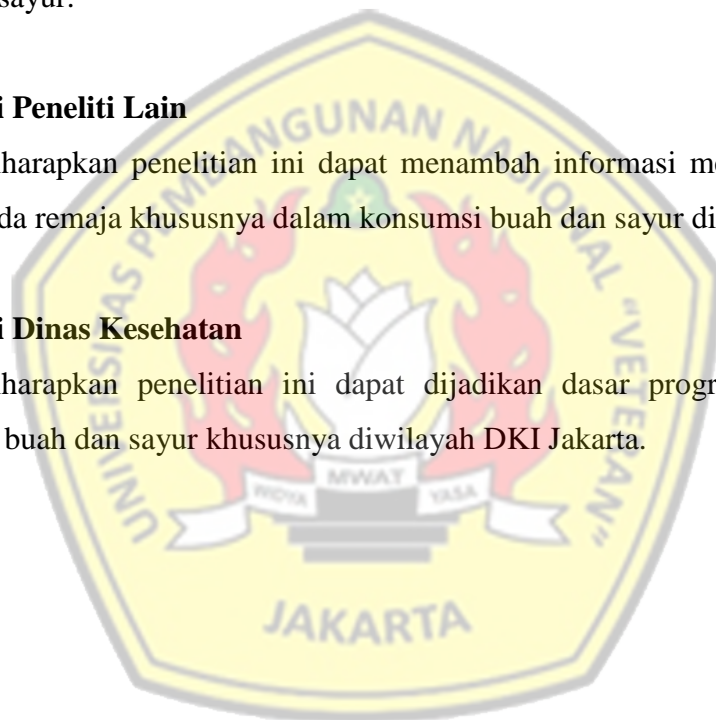 sayur.
i Peneliti Lain
harapkan penelitian ini dapat menambah informasi me
da remaja khususnya dalam konsumsi buah dan sayur di
i Dinas Kesehatan
harapkan penelitian ini dapat dijadikan dasar progr
buah dan sayur khususnya diwilayah DKI Jakarta.
UNIVERSITAS PEMBANGUNAN NASIONAL "VETERAN"
WIDYA MWAT YASA
JAKARTA